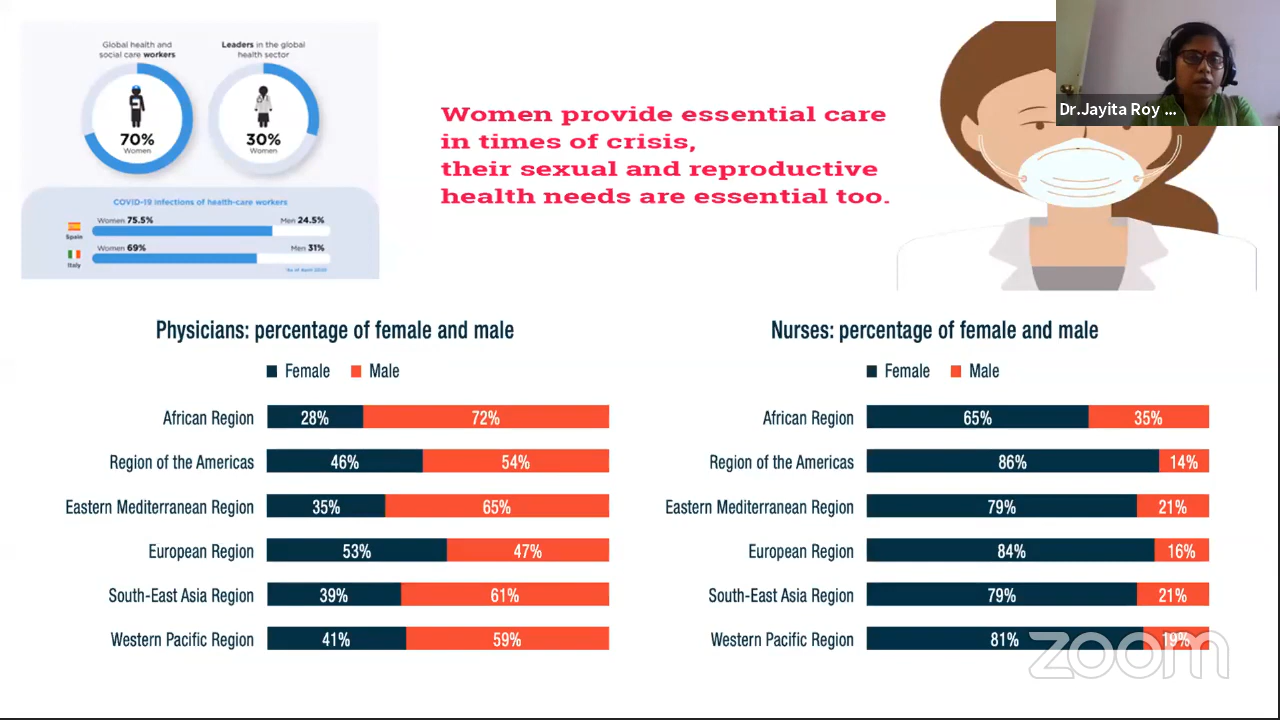 Global health and
social care workers
70%
Women
Leaders in the global
health sector
30%
Women
COVID-19 infections of health-care workers
Women 75.5%
Men 24.5%
Spain
Women 69%
Men 31%
Italy
*As of April 2020
Women provide essential care
in times of crisis,
their sexual and reproductive
health needs are essential too.
Dr.Jayita Roy ...
Physicians: percentage of female and male
Female Male
African Region 28% 72%
Region of the Americas 46% 54%
Eastern Mediterranean Region 35% 65%
European Region 53% 47%
South-East Asia Region 39% 61%
Western Pacific Region 41% 59%
Nurses: percentage of female and male
Female Male
African Region 65% 35%
Region of the Americas 86% 14%
Eastern Mediterranean Region 79% 21%
European Region 84% 16%
South-East Asia Region 79% 21%
Western Pacific Region 81% 19%
zoom